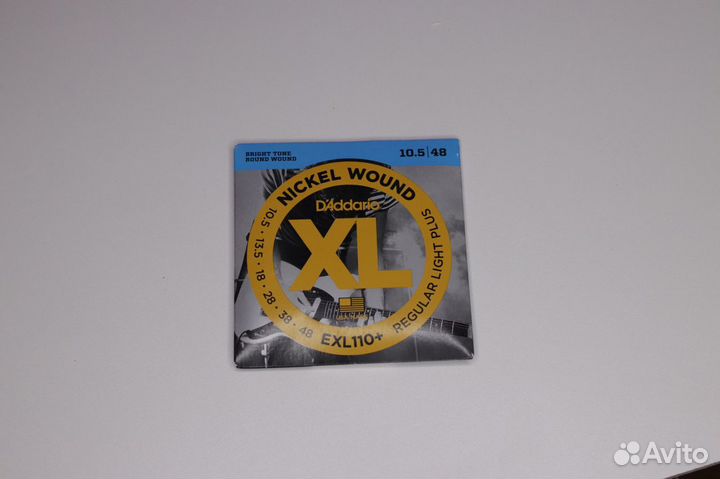 BRIGHT TONE
ROUND WOUND
10.5|48
NICKEL WOUND
D'Addario
XL
10.5 • 13.5 • 18 • 28 • 38 • 48
EXL110+
REGULAR LIGHT PLUS
Avito